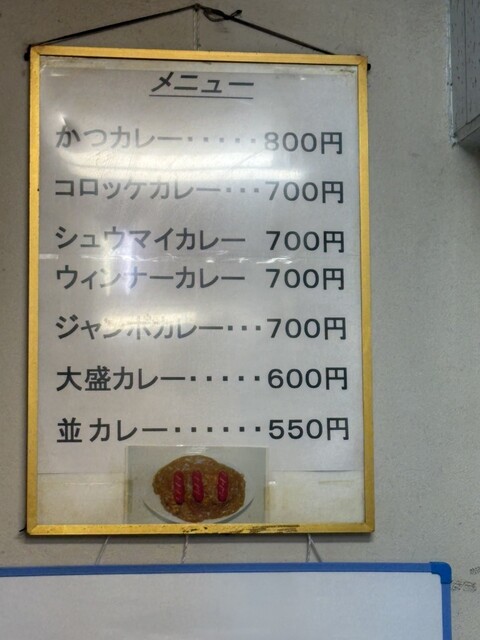 メニュー
かつカレー・・・・・800円
コロッケカレー・・・700円
シュウマイカレー 700円
ウィンナーカレー 700円
ジャンボカレー・・・700円
大盛カレー・・・・・600円
並カレー・・・・・・550円